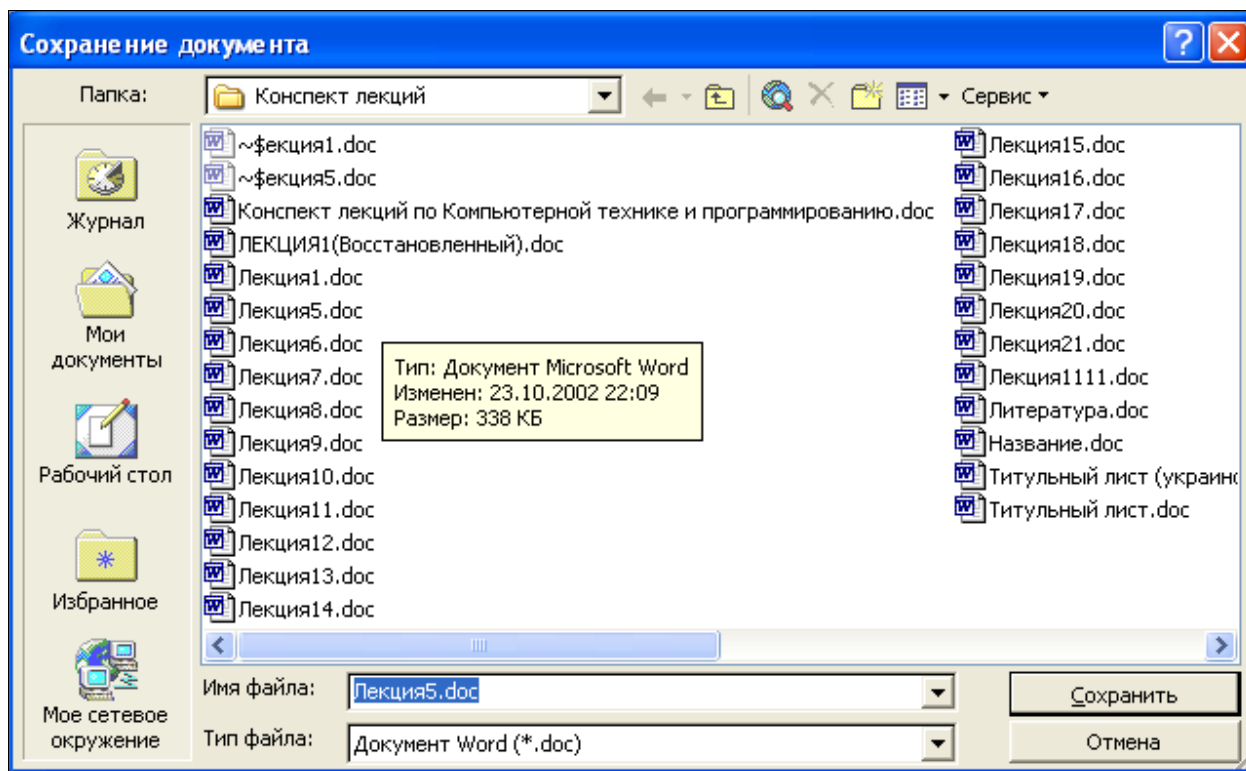 Сохранение документа
Папка:
Конспект лекций
Сервис
Журнал
Мои
документы
Рабочий стол
Избранное
Мое сетевое
окружение
~$екция1.doc
~$екция5.doc
Конспект лекций по Компьютерной технике и программированию.doc
ЛЕКЦИЯ1(Восстановленный).doc
Лекция1.doc
Лекция5.doc
Лекция6.doc
Лекция7.doc
Лекция8.doc
Лекция9.doc
Лекция10.doc
Лекция11.doc
Лекция12.doc
Лекция13.doc
Лекция14.doc
Тип: Документ Microsoft Word
Изменен: 23.10.2002 22:09
Размер: 338 КБ
Лекция15.doc
Лекция16.doc
Лекция17.doc
Лекция18.doc
Лекция19.doc
Лекция20.doc
Лекция21.doc
Лекция1111.doc
Литература.doc
Название.doc
Титульный лист (украин
Титульный лист.doc
Имя файла:
Лекция5.doc
Сохранить
Тип файла:
Документ Word (*.doc)
Отмена